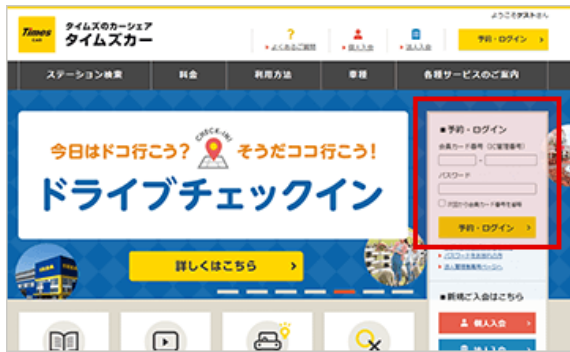 Times
CAR
タイムズのカーシェア
タイムズカー
ようこそゲストさん
?
よくあるご質問
個人入会
法人入会
予約・ログイン
ステーション検索
料金
利用方法
車種
各種サービスのご案内
今日はドコ行こう?
CHECK-IN!
そうだココ行こう!
ドライブチェックイン
詳しくはこちら
IKEA
■予約・ログイン
会員カード番号(IC管理番号)
-
パスワード
次回から会員カード番号を省略
予約・ログイン
パスワードをお忘れの方
法人管理者専用ページへ
■新規ご入会はこちら
個人入会
法人入会